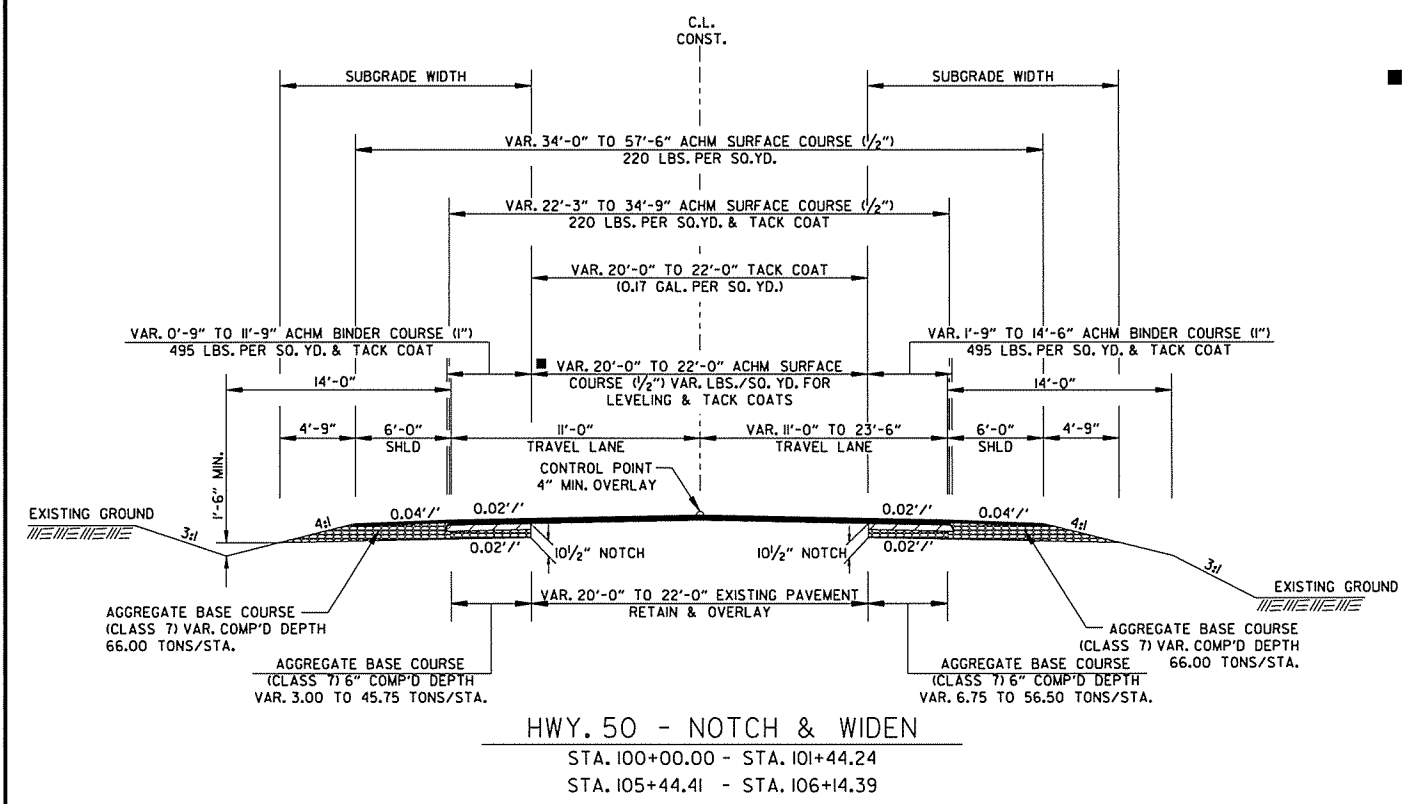 C.L.
CONST.
SUBGRADE WIDTH
SUBGRADE WIDTH
VAR. 34'-0" TO 57'-6" ACHM SURFACE COURSE (1/2")
220 LBS. PER SQ.YD.
VAR. 22'-3" TO 34'-9" ACHM SURFACE COURSE (1/2")
220 LBS. PER SQ.YD. & TACK COAT
VAR. 20'-0" TO 22'-0" TACK COAT
(0.17 GAL. PER SQ. YD.)
VAR. 0'-9" TO 11'-9" ACHM BINDER COURSE (1")
495 LBS. PER SQ. YD. & TACK COAT
VAR. 1'-9" TO 14'-6" ACHM BINDER COURSE (1")
495 LBS. PER SQ. YD. & TACK COAT
■ VAR. 20'-0" TO 22'-0" ACHM SURFACE
COURSE (1/2") VAR. LBS./SQ. YD. FOR
LEVELING & TACK COATS
14'-0"
14'-0"
4'-9"
6'-0"
SHLD
11'-0"
TRAVEL LANE
VAR. 11'-0" TO 23'-6"
TRAVEL LANE
6'-0"
SHLD
4'-9"
1'-6" MIN.
CONTROL POINT
4" MIN. OVERLAY
EXISTING GROUND
3:1
4:1
0.04'/'
0.02'/'
0.02'/'
0.04'/'
4:1
0.02'/'
10 1/2" NOTCH
10 1/2" NOTCH
0.02'/'
3:1
EXISTING GROUND
VAR. 20'-0" TO 22'-0" EXISTING PAVEMENT
RETAIN & OVERLAY
AGGREGATE BASE COURSE
(CLASS 7) VAR. COMP'D DEPTH
66.00 TONS/STA.
AGGREGATE BASE COURSE
(CLASS 7) VAR. COMP'D DEPTH
66.00 TONS/STA.
AGGREGATE BASE COURSE
(CLASS 7) 6" COMP'D DEPTH
VAR. 3.00 TO 45.75 TONS/STA.
AGGREGATE BASE COURSE
(CLASS 7) 6" COMP'D DEPTH
VAR. 6.75 TO 56.50 TONS/STA.
HWY. 50 - NOTCH & WIDEN
STA. 100+00.00 - STA. 101+44.24
STA. 105+44.41 - STA. 106+14.39